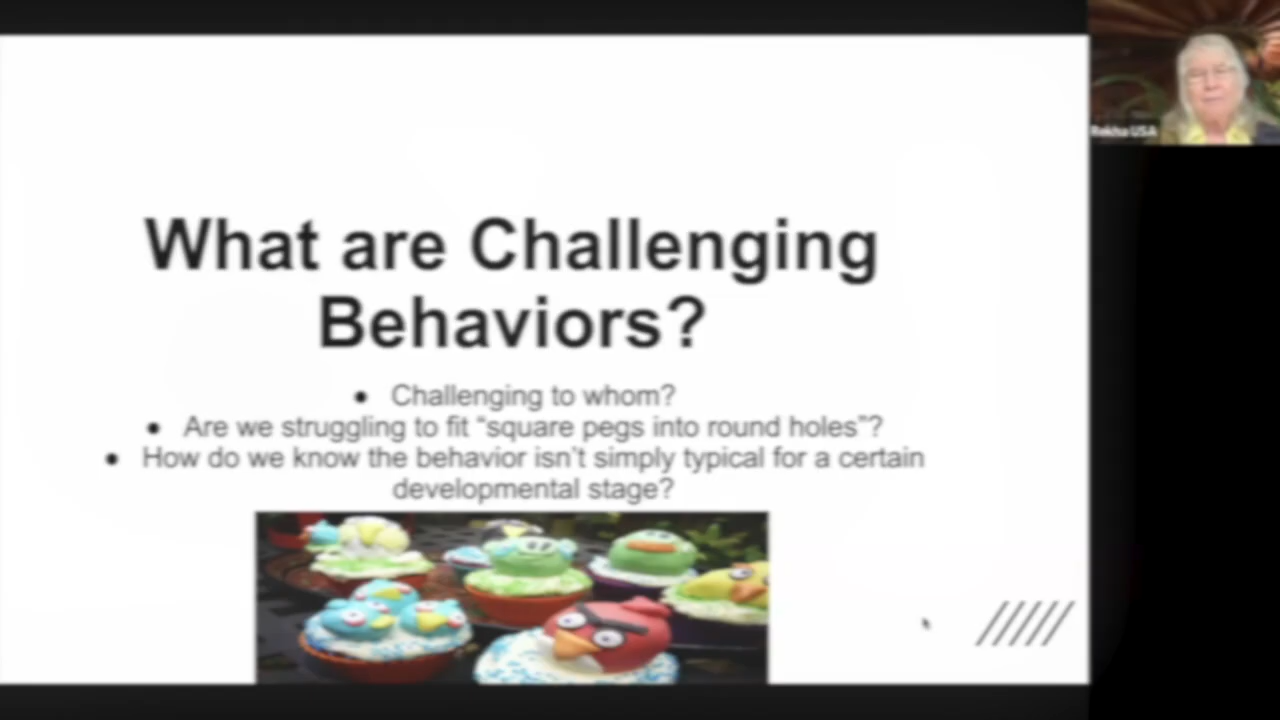 What are Challenging
Behaviors?
• Challenging to whom?
• Are we struggling to fit “square pegs into round holes”?
• How do we know the behavior isn’t simply typical for a certain
developmental stage?
Rekha USA